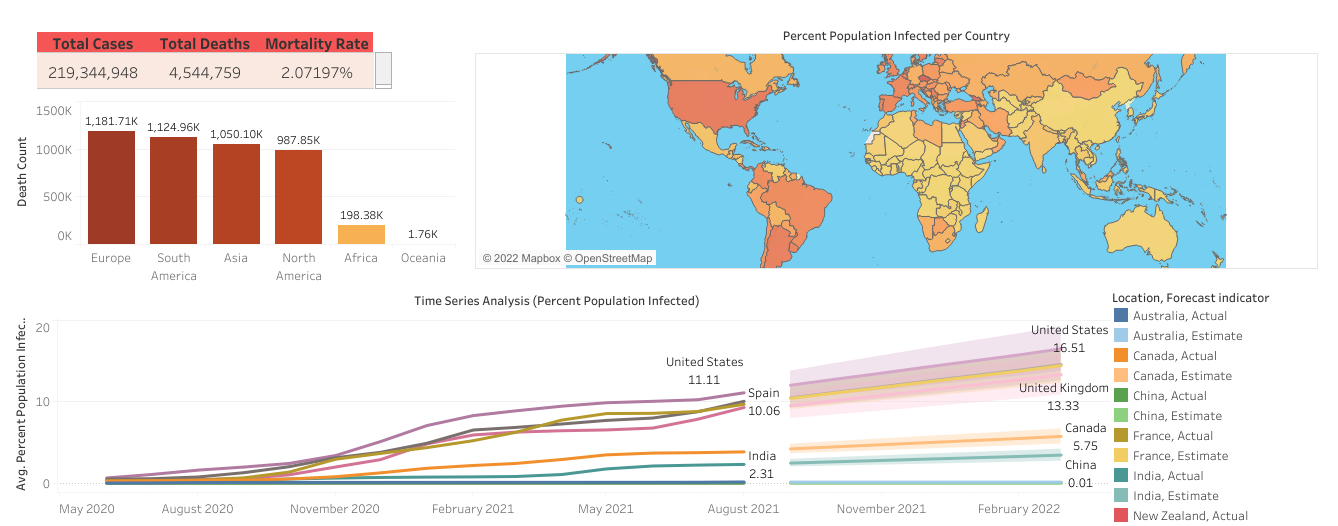 Total Cases Total Deaths Mortality Rate
219,344,948 4,544,759 2.07197%
Death Count
1500K
1000K
500K
0K
1,181.71K
1,124.96K
1,050.10K
987.85K
198.38K
1.76K
Europe
South America
Asia
North America
Africa
Oceania
Percent Population Infected per Country
© 2022 Mapbox © OpenStreetMap
Time Series Analysis (Percent Population Infected)
Avg. Percent Population Infec..
20
10
0
United States
11.11
Spain
10.06
India
2.31
United States
16.51
United Kingdom
13.33
Canada
5.75
China
0.01
May 2020
August 2020
November 2020
February 2021
May 2021
August 2021
November 2021
February 2022
Location, Forecast indicator
Australia, Actual
Australia, Estimate
Canada, Actual
Canada, Estimate
China, Actual
China, Estimate
France, Actual
France, Estimate
India, Actual
India, Estimate
New Zealand, Actual